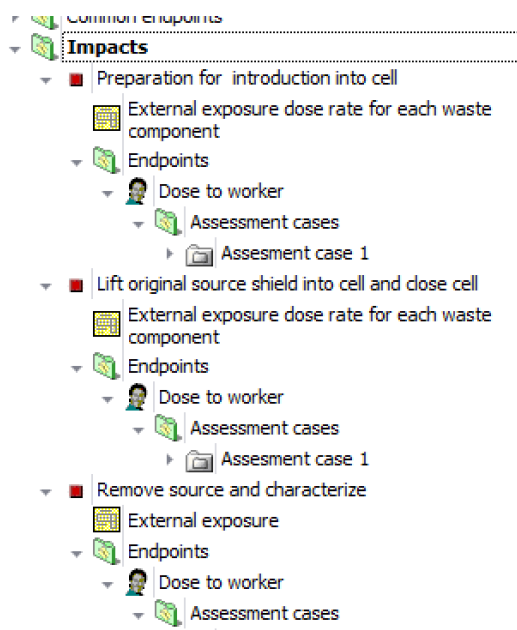 Common endpoints
Impacts
Preparation for introduction into cell
External exposure dose rate for each waste
component
Endpoints
Dose to worker
Assessment cases
Assesment case 1
Lift original source shield into cell and close cell
External exposure dose rate for each waste
component
Endpoints
Dose to worker
Assessment cases
Assesment case 1
Remove source and characterize
External exposure
Endpoints
Dose to worker
Assessment cases